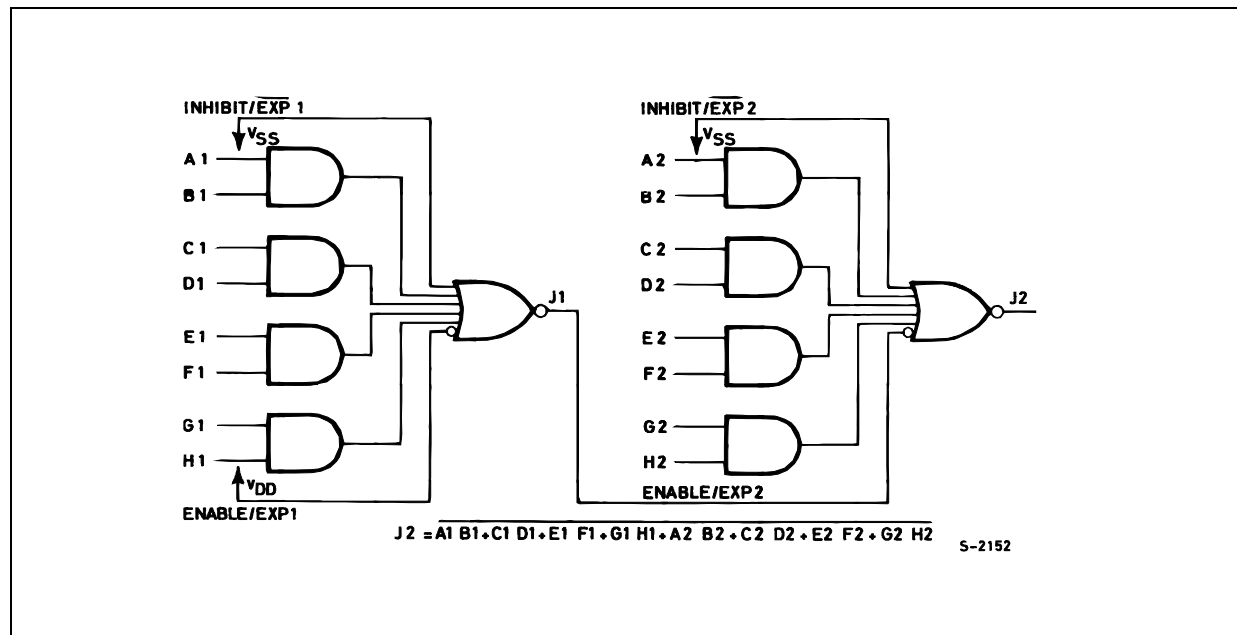 INHIBIT/EXP 1
VSS
A1
B1
C1
D1
E1
F1
G1
H1
VDD
ENABLE/EXP1
J1
INHIBIT/EXP 2
VSS
A2
B2
C2
D2
E2
F2
G2
H2
ENABLE/EXP2
J2
J2 = A1 B1+C1 D1+E1 F1+G1 H1+A2 B2+C2 D2+E2 F2+G2 H2
S-2152